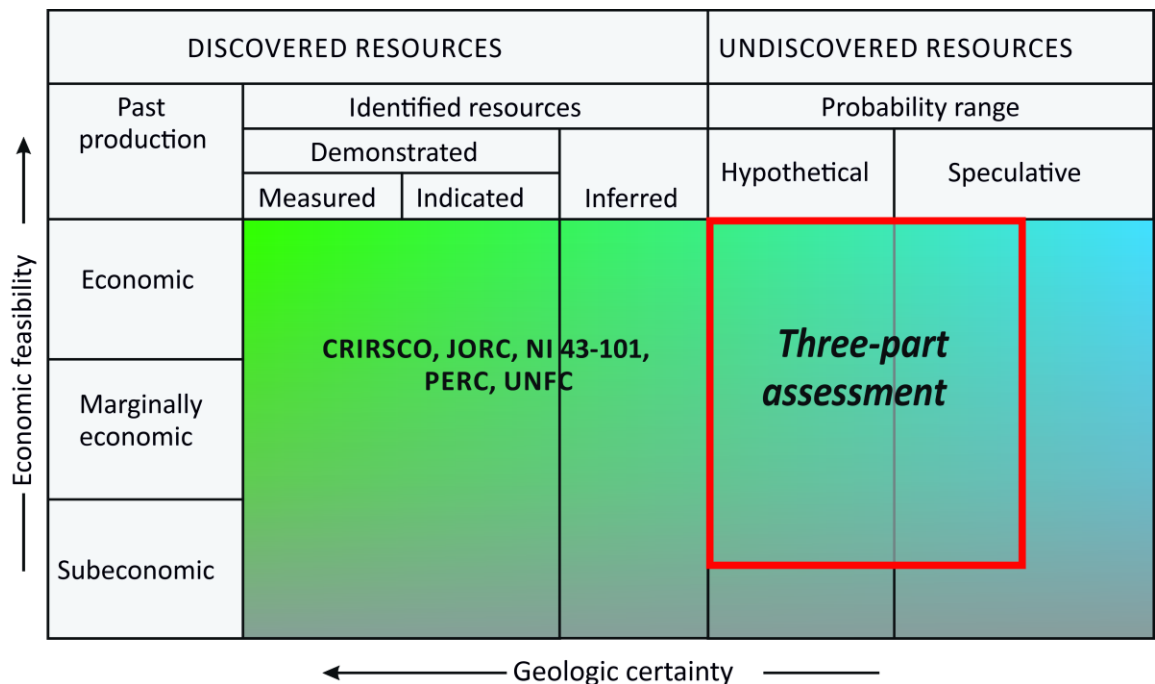 DISCOVERED RESOURCES
UNDISCOVERED RESOURCES
Past
production
Identified resources
Probability range
Demonstrated
Measured
Indicated
Inferred
Hypothetical
Speculative
Economic feasibility
Economic
Marginally
economic
Subeconomic
CRIRSCO, JORC, NI 43-101,
PERC, UNFC
Three-part
assessment
Geologic certainty